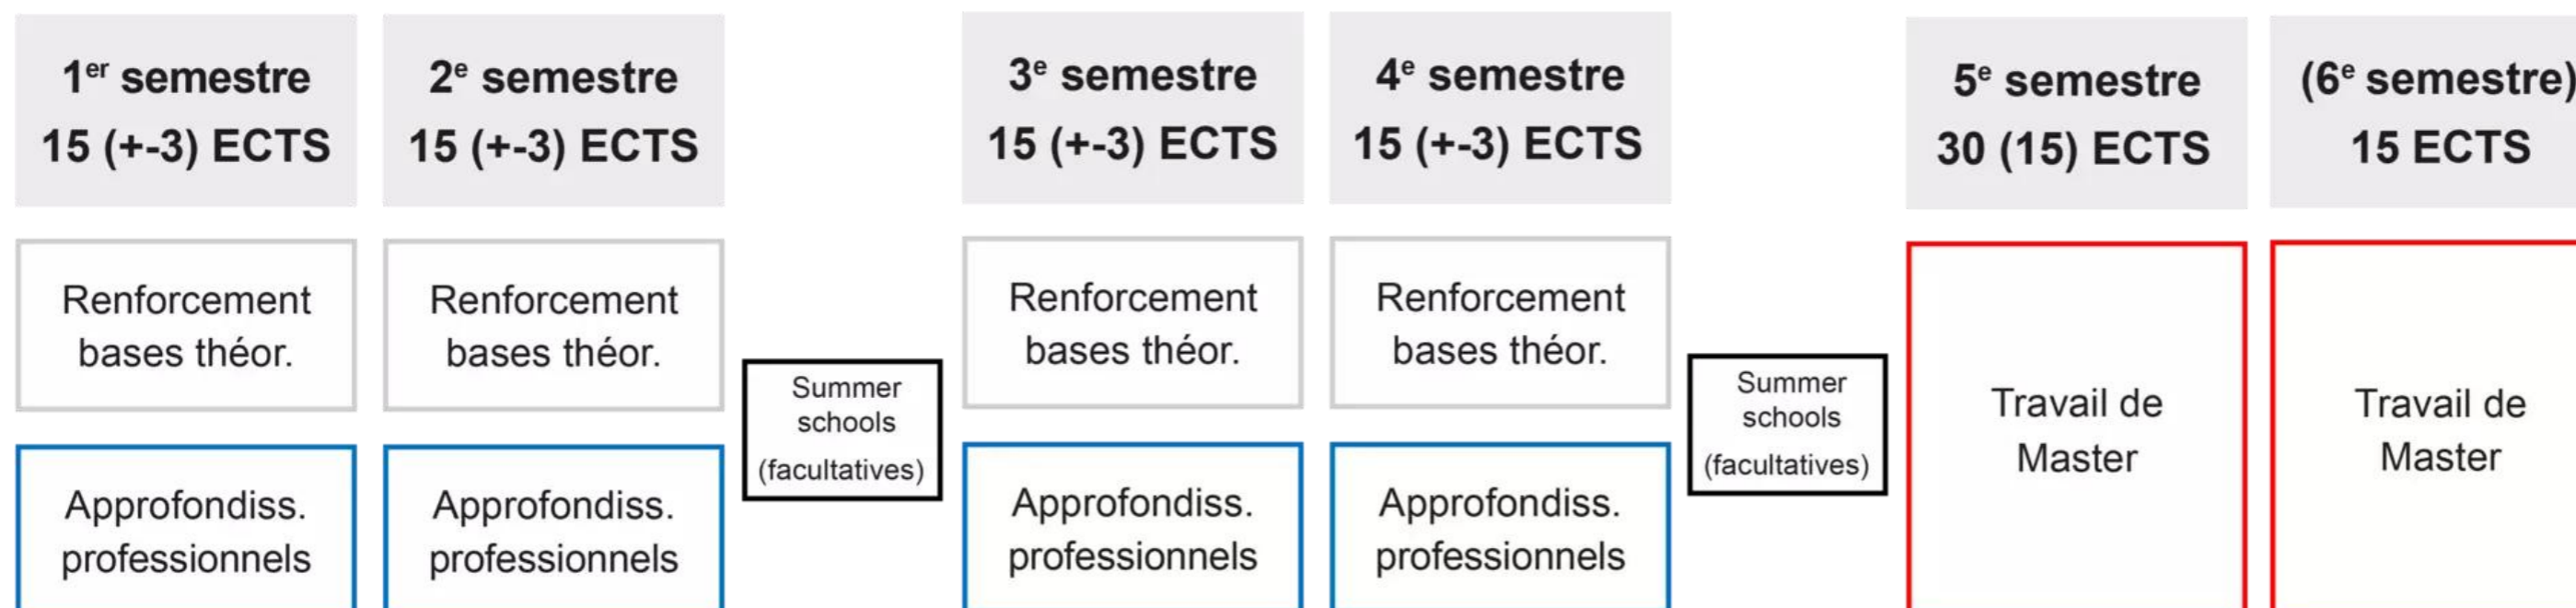 1er semestre
15 (+-3) ECTS
2e semestre
15 (+-3) ECTS
3e semestre
15 (+-3) ECTS
4e semestre
15 (+-3) ECTS
5e semestre
30 (15) ECTS
(6e semestre)
15 ECTS
Renforcement
bases théor.
Renforcement
bases théor.
Renforcement
bases théor.
Renforcement
bases théor.
Summer
schools
(facultatives)
Summer
schools
(facultatives)
Travail de
Master
Travail de
Master
Approfondiss.
professionnels
Approfondiss.
professionnels
Approfondiss.
professionnels
Approfondiss.
professionnels